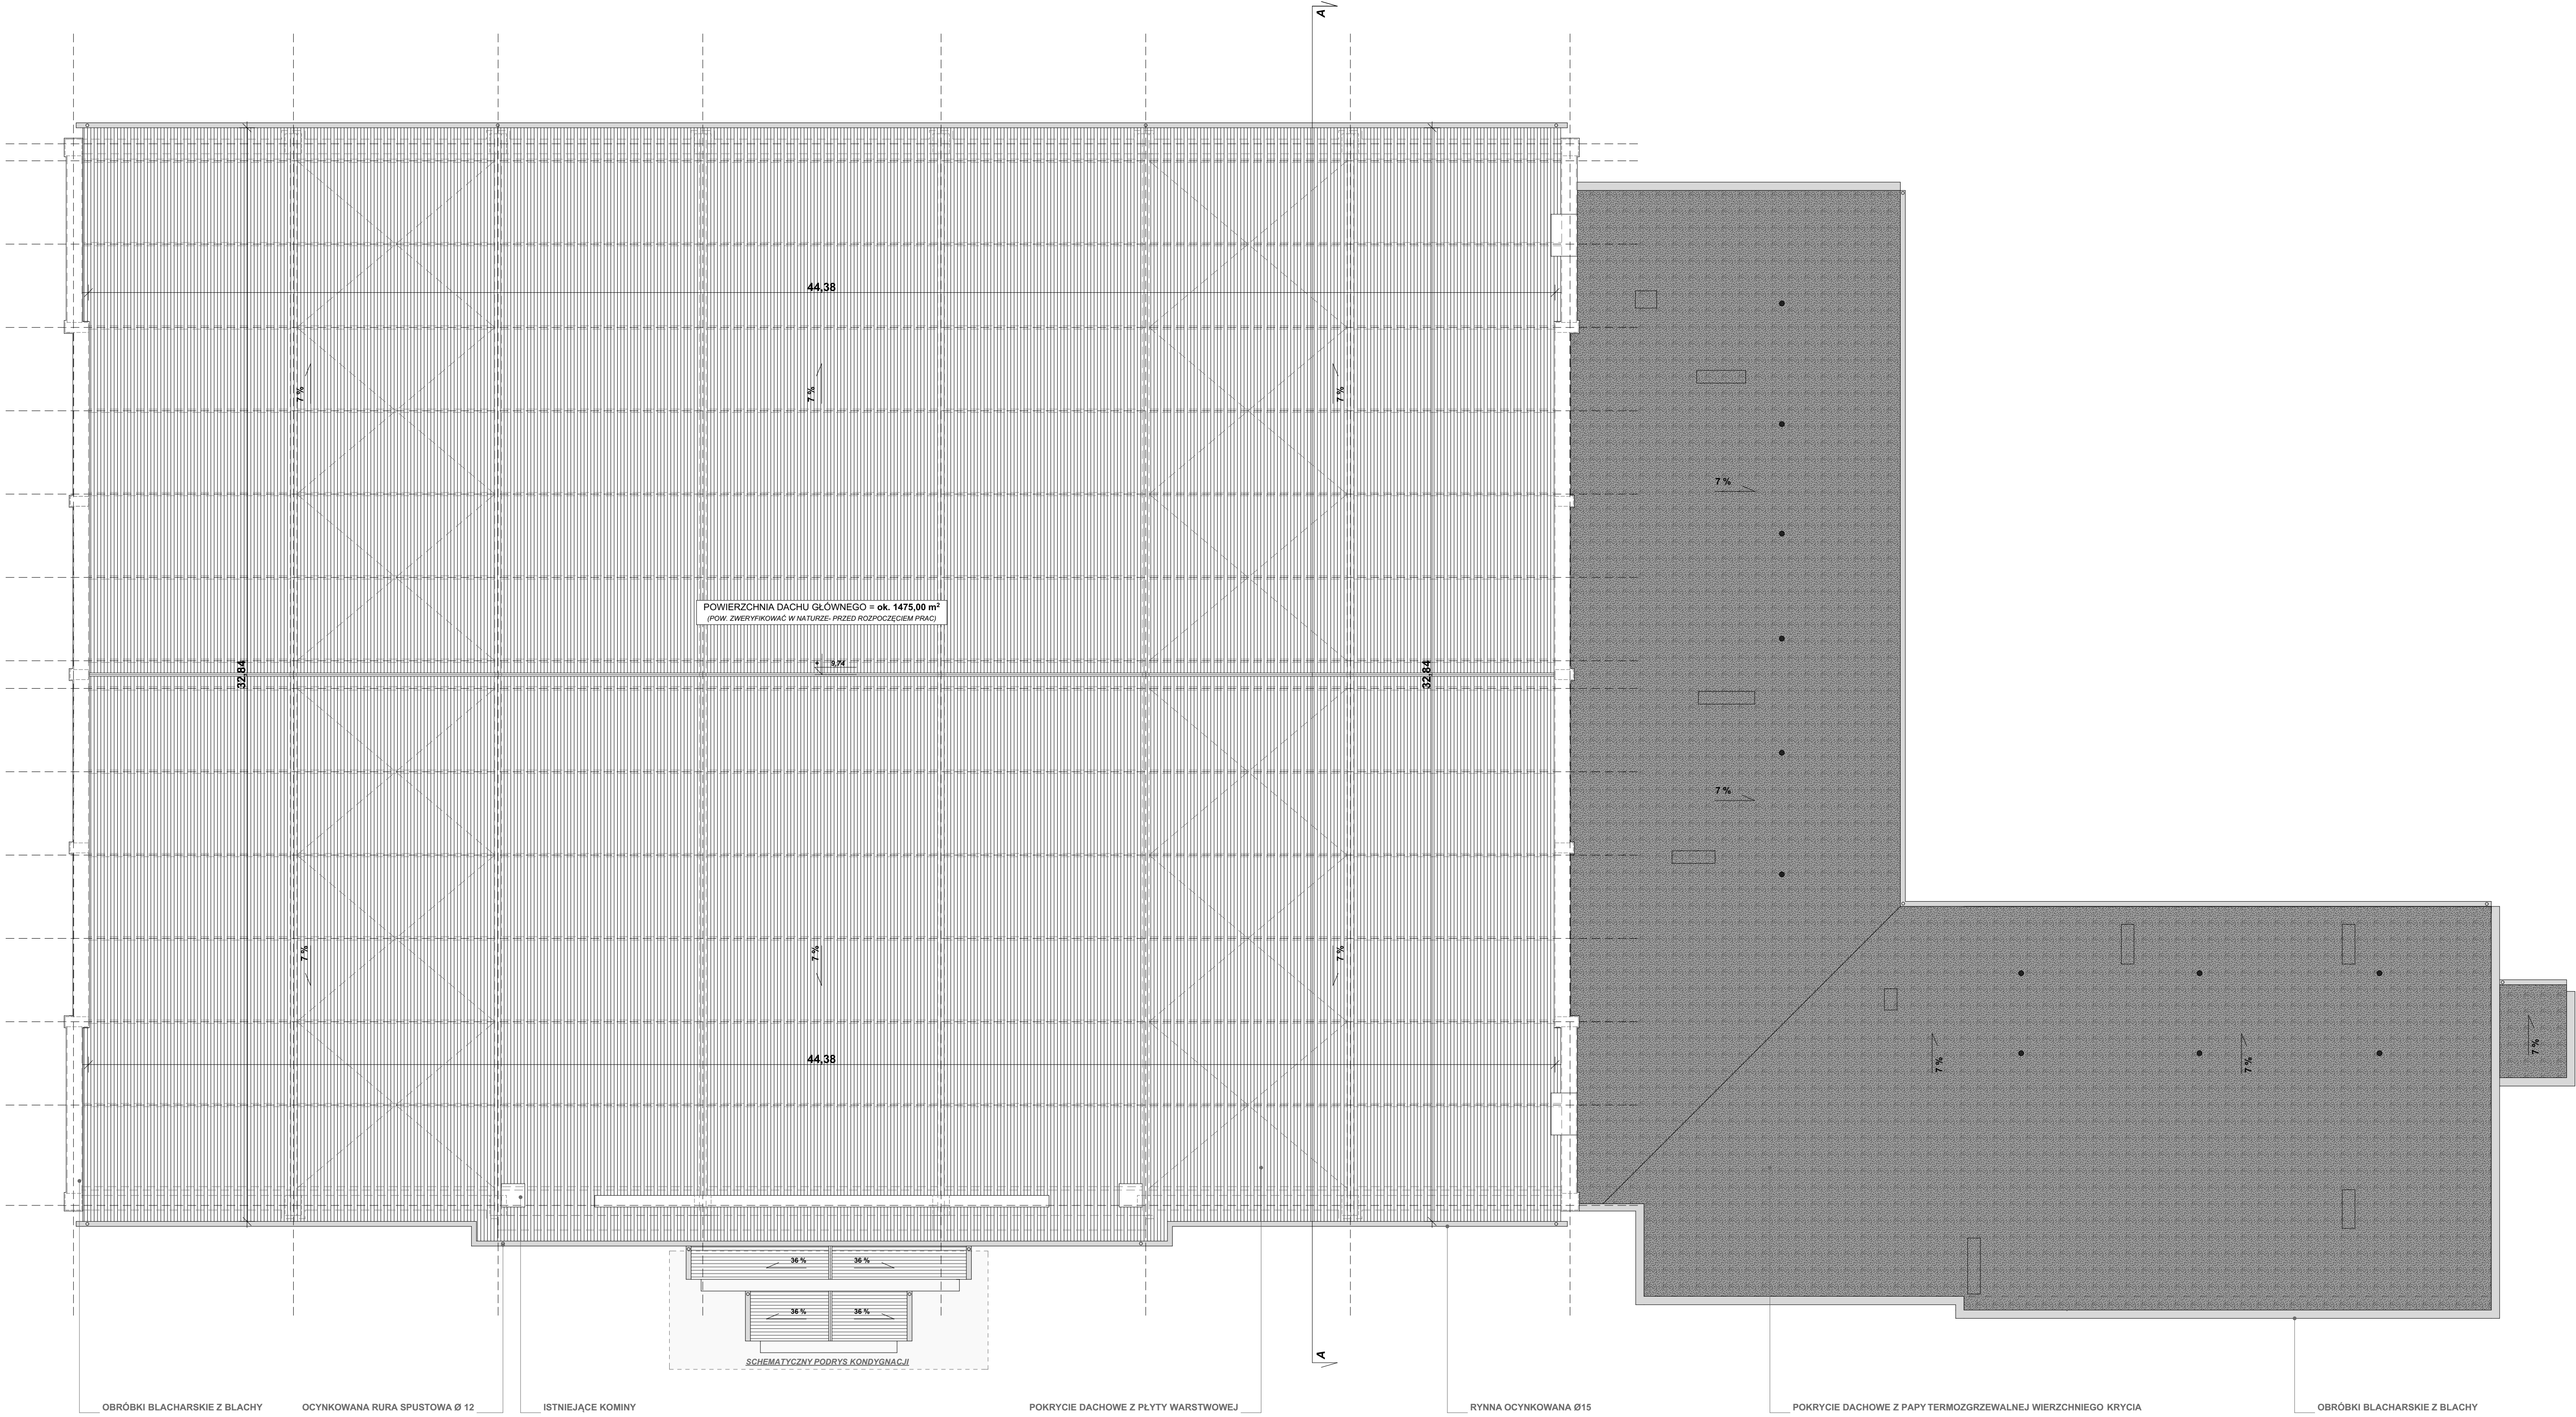 A
44,38
7 %
7 %
7 %
7 %
POWIERZCHNIA DACHU GŁÓWNEGO = ok. 1475,00 m²
(POW. ZWERYFIKOWAĆ W NATURZE- PRZED ROZPOCZĘCIEM PRAC)
+ 9,74
32,84
32,84
7 %
7 %
7 %
7 %
44,38
7 %
7 %
7 %
36 %
36 %
36 %
36 %
A
SCHEMATYCZNY PODRYS KONDYGNACJI
OBRÓBKI BLACHARSKIE Z BLACHY
OCYNKOWANA RURA SPUSTOWA Ø 12
ISTNIEJĄCE KOMINY
POKRYCIE DACHOWE Z PŁYTY WARSTWOWEJ
RYNNA OCYNKOWANA Ø15
POKRYCIE DACHOWE Z PAPY TERMOZGRZEWALNEJ WIERZCHNIEGO KRYCIA
OBRÓBKI BLACHARSKIE Z BLACHY